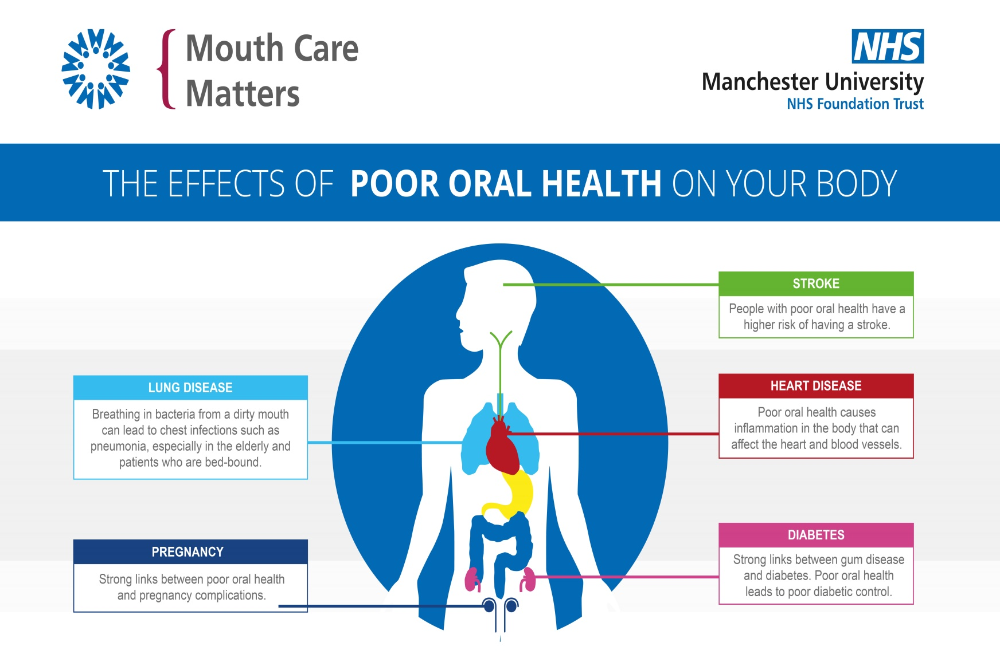 Mouth Care
Matters
NHS
Manchester University
NHS Foundation Trust
THE EFFECTS OF POOR ORAL HEALTH ON YOUR BODY
STROKE
People with poor oral health have a
higher risk of having a stroke.
LUNG DISEASE
Breathing in bacteria from a dirty mouth
can lead to chest infections such as
pneumonia, especially in the elderly and
patients who are bed-bound.
HEART DISEASE
Poor oral health causes
inflammation in the body that can
affect the heart and blood vessels.
PREGNANCY
Strong links between poor oral health
and pregnancy complications.
DIABETES
Strong links between gum disease
and diabetes. Poor oral health
leads to poor diabetic control.